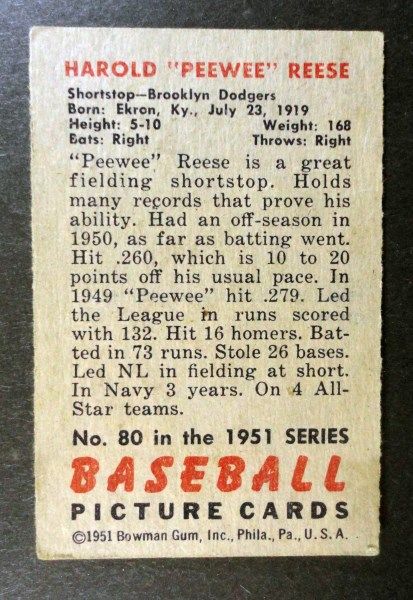 HAROLD "PEEWEE" REESE
Shortstop—Brooklyn Dodgers
Born: Ekron, Ky., July 23, 1919
Height: 5-10 Weight: 168
Bats: Right Throws: Right
"Peewee" Reese is a great
fielding shortstop. Holds
many records that prove his
ability. Had an off-season in
1950, as far as batting went.
Hit .260, which is 10 to 20
points off his usual pace. In
1949 "Peewee" hit .279. Led
the League in runs scored
with 132. Hit 16 homers. Bat-
ted in 73 runs. Stole 26 bases.
Led NL in fielding at short.
In Navy 3 years. On 4 All-
Star teams.
No. 80 in the 1951 SERIES
BASEBALL
PICTURE CARDS
©1951 Bowman Gum, Inc., Phila., Pa., U.S.A.